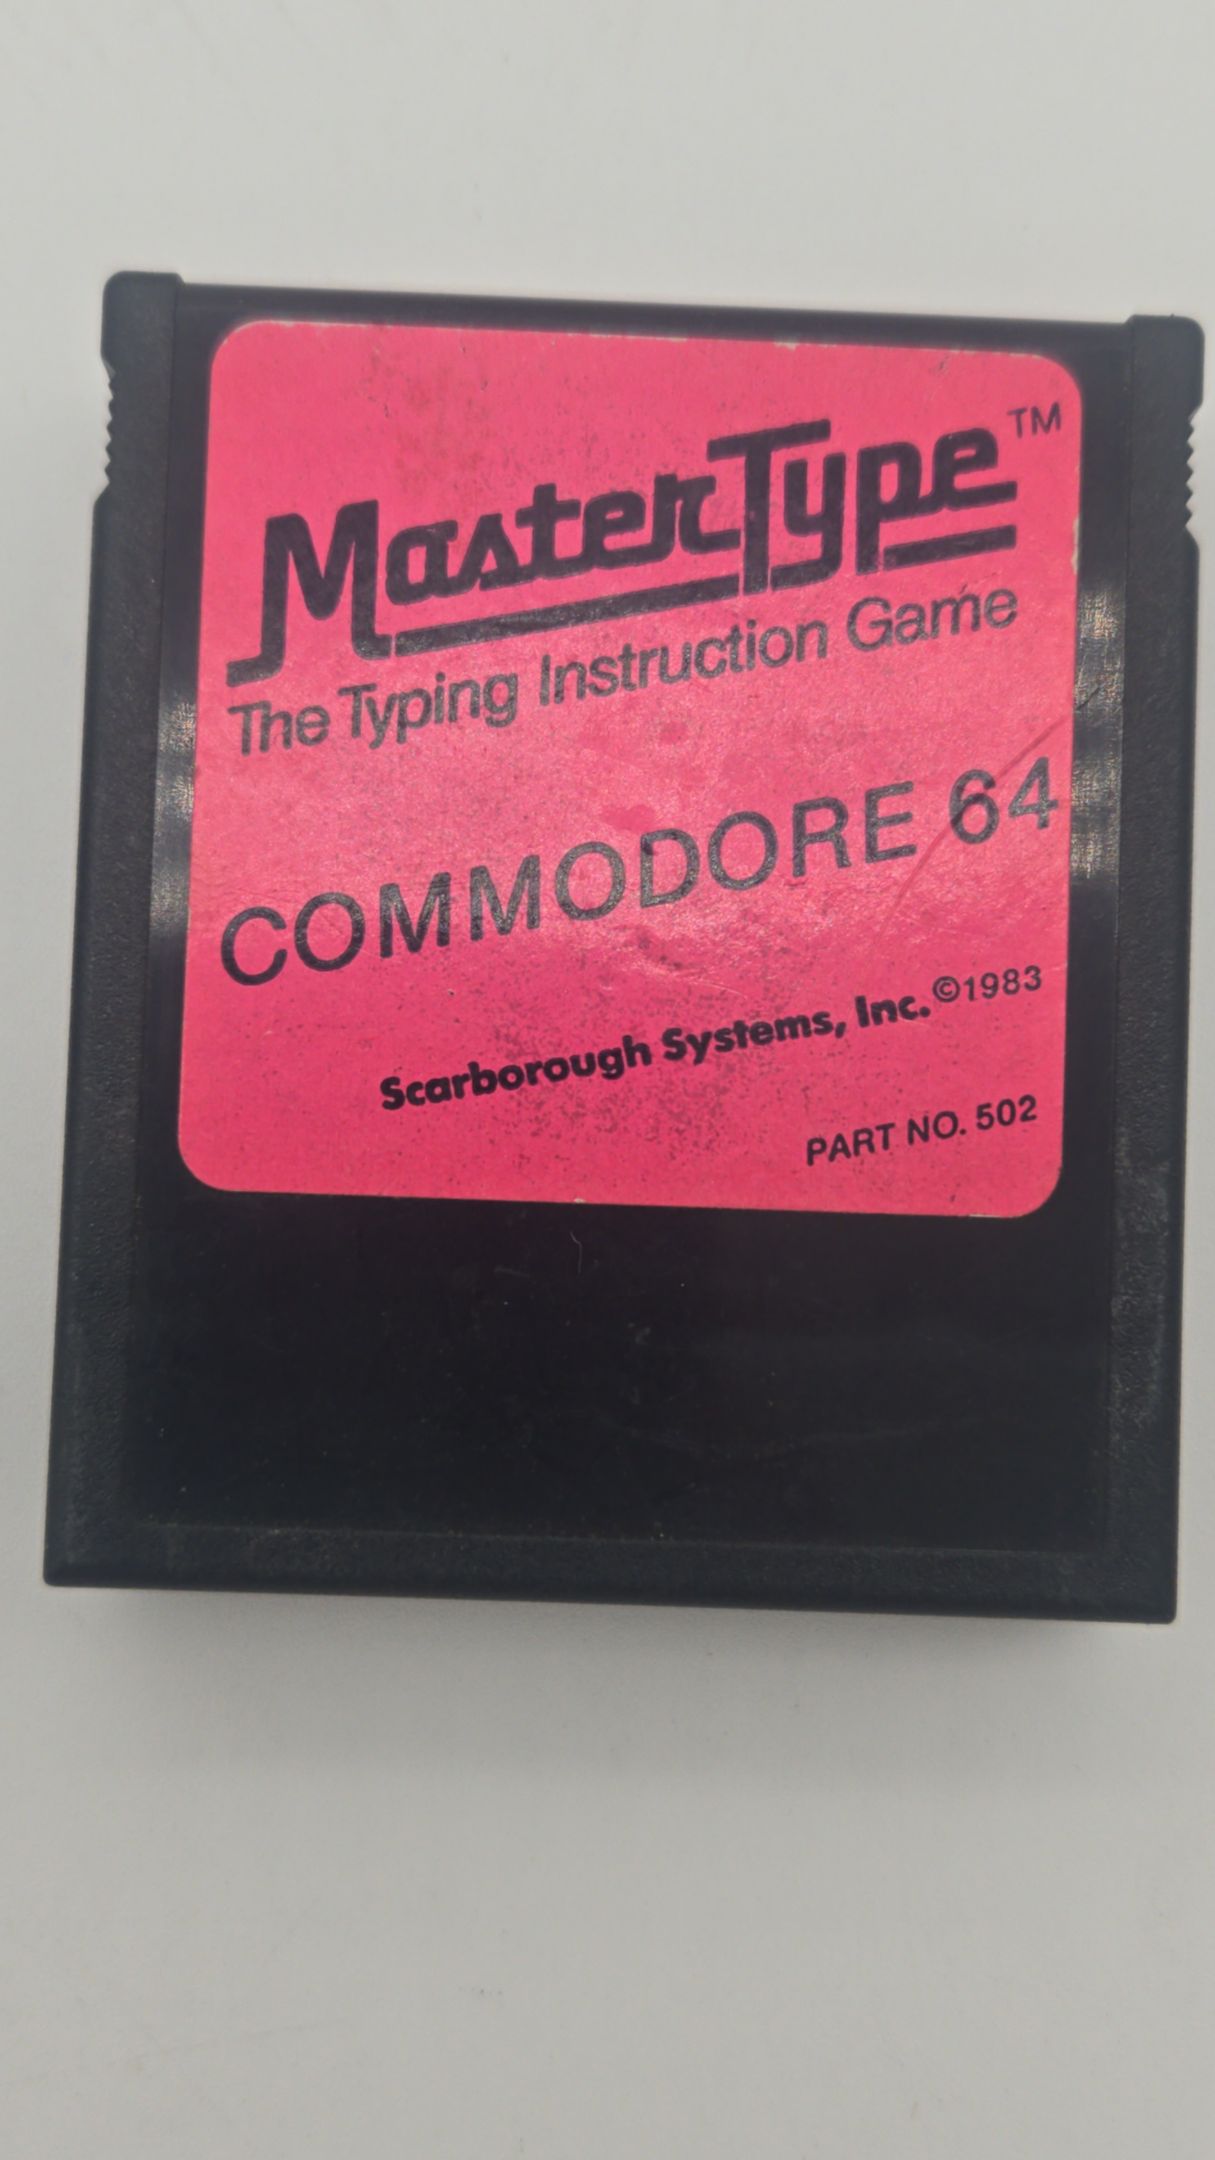 MasterType™
The Typing Instruction Game
COMMODORE 64
Scarborough Systems, Inc. ©1983
PART NO. 502